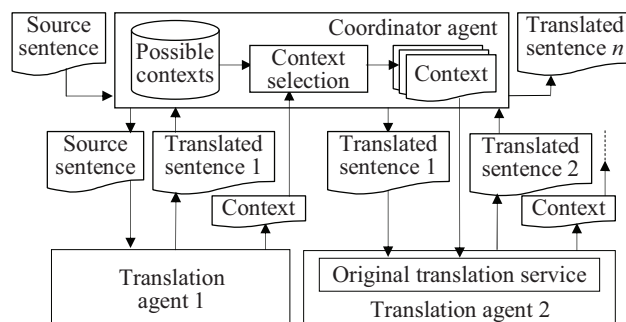 Source
sentence
Coordinator agent
Translated
sentence n
Possible
contexts
Context
selection
Context
Source
sentence
Translated
sentence 1
Context
Translated
sentence 1
Translated
sentence 2
Context
Translation
agent 1
Original translation service
Translation agent 2